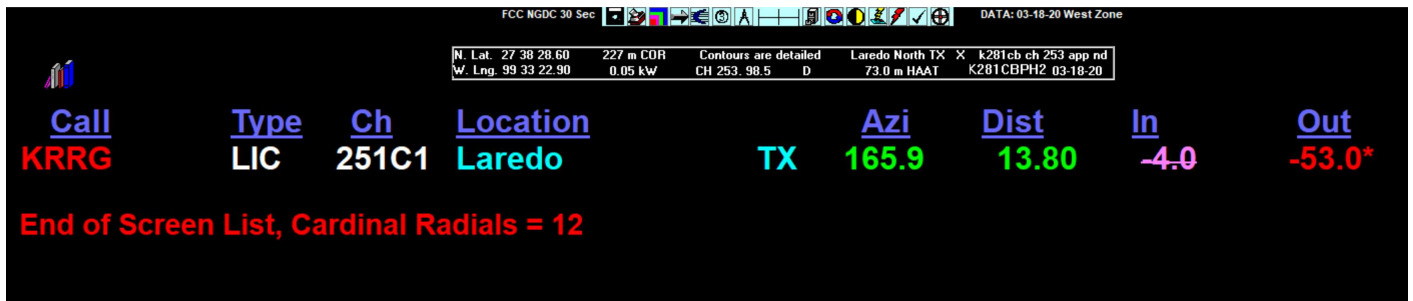 FCC NGDC 30 Sec DATA: 03-18-20 West Zone
N. Lat. 27 38 28.60 227 m COR Contours are detailed Laredo North TX X k281cb ch 253 app nd
W. Lng. 99 33 22.90 0.05 kW CH 253. 98.5 D 73.0 m HAAT K281CBPH2 03-18-20
Call Type Ch Location Azi Dist In Out
KRRG LIC 251C1 Laredo TX 165.9 13.80 -4.0 -53.0*
End of Screen List, Cardinal Radials = 12